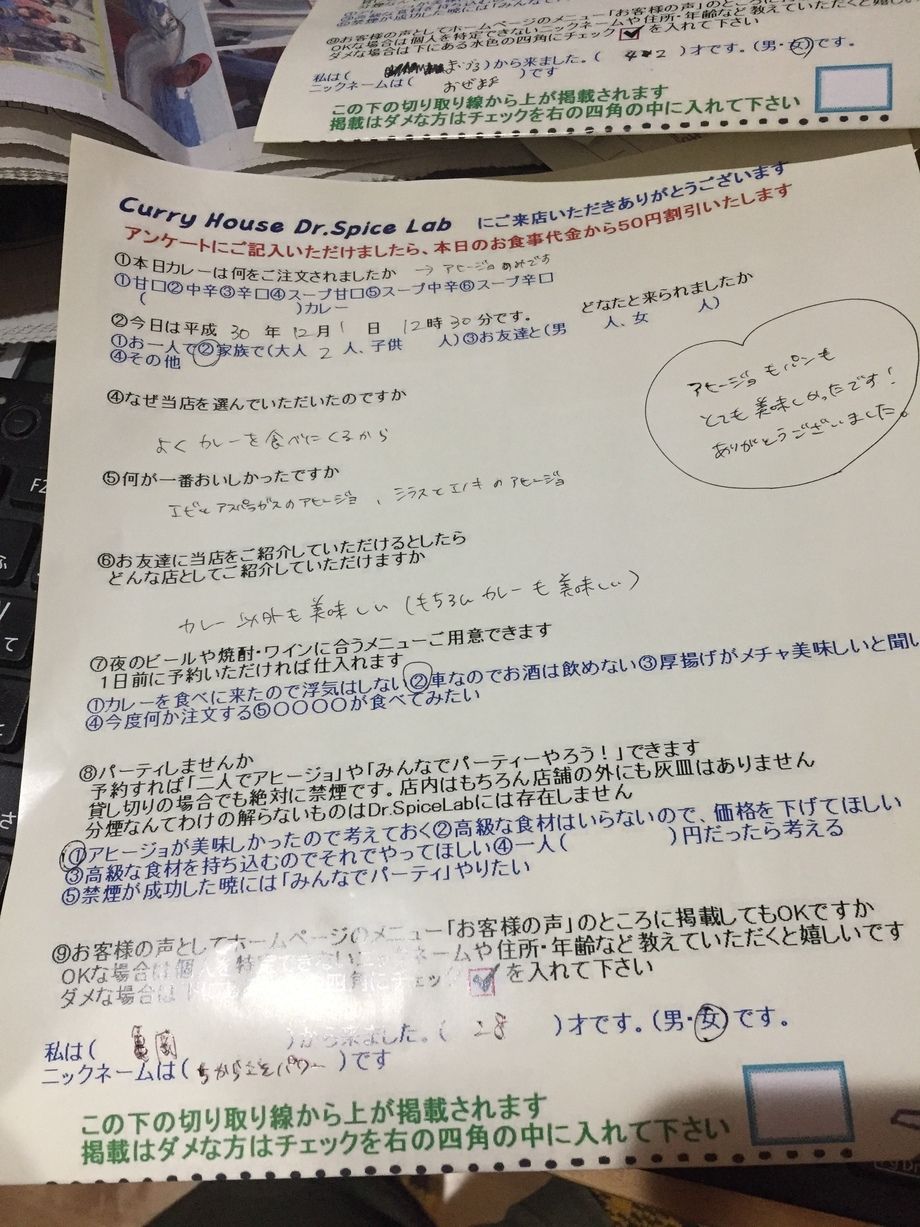 お客様の声としてホームページのメニュー「お客様の声」のところに
OKな場合は個人を特定できないニックネームや住所・年齢など教えていただくと嬉しい
ダメな場合は下にある水色の四角にチェック を入れて下さい
私は( )から来ました。( )才です。(男・女)です。
ニックネームは( )です
この下の切り取り線から上が掲載されます
掲載はダメな方はチェックを右の四角の中に入れて下さい
Curry House Dr.Spice Lab にご来店いただきありがとうございます
アンケートにご記入いただけましたら、本日のお食事代金から50円割引いたします
①本日カレーは何をご注文されましたか →アヒージョのみです
①甘口②中辛③辛口④スープ甘口⑤スープ中辛⑥スープ辛口
( )カレー
②今日は平成 30 年 12月 1 日 12時 30分です。 どなたと来られましたか
①お一人で②家族で(大人 2 人、子供 人)③お友達と(男 人、女 人)
④その他
アヒージョもパンも
とても美味しかったです!
ありがとうございました。
④なぜ当店を選んでいただいたのですか
よくカレーを食べにくるから
⑤何が一番おいしかったですか
エビとアスパラガスのアヒージョ、シラスとエノキのアヒージョ
⑥お友達に当店をご紹介していただけるとしたら
どんな店としてご紹介していただけますか
カレー以外も美味しい(もちろんカレーも美味しい)
⑦夜のビールや焼酎・ワインに合うメニューご用意できます
1日前に予約いただければ仕入れます
①カレーを食べに来たので浮気はしない②車なのでお酒は飲めない③厚揚げがメチャ美味しいと聞い
④今度何か注文する⑤〇〇〇〇が食べてみたい
⑧パーティしませんか
予約すれば「二人でアヒージョ」や「みんなでパーティーやろう!」できます
貸し切りの場合でも絶対に禁煙です。店内はもちろん店舗の外にも灰皿はありません
分煙なんてわけの解らないものはDr.SpiceLabには存在しません
①アヒージョが美味しかったので考えておく②高級な食材はいらないので、価格を下げてほしい
③高級な食材を持ち込むのでそれでやってほしい④一人( )円だったら考える
⑤禁煙が成功した暁には「みんなでパーティ」やりたい
⑨お客様の声としてホームページのメニュー「お客様の声」のところに掲載してもOKですか
OKな場合は個人を特定できないニックネームや住所・年齢など教えていただくと嬉しいです
ダメな場合は下に 四角にチェック を入れて下さい
私は( )から来ました。( 28 )才です。(男・女)です。
ニックネームは( )です
この下の切り取り線から上が掲載されます
掲載はダメな方はチェックを右の四角の中に入れて下さい